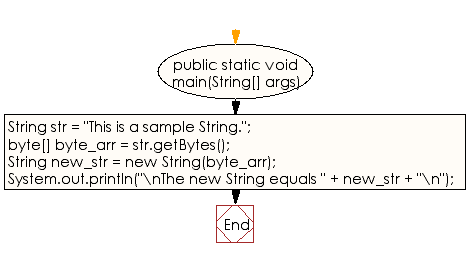 public static void
main(String[] args)
String str = "This is a sample String.";
byte[] byte_arr = str.getBytes();
String new_str = new String(byte_arr);
System.out.println("\nThe new String equals " + new_str + "\n");
End